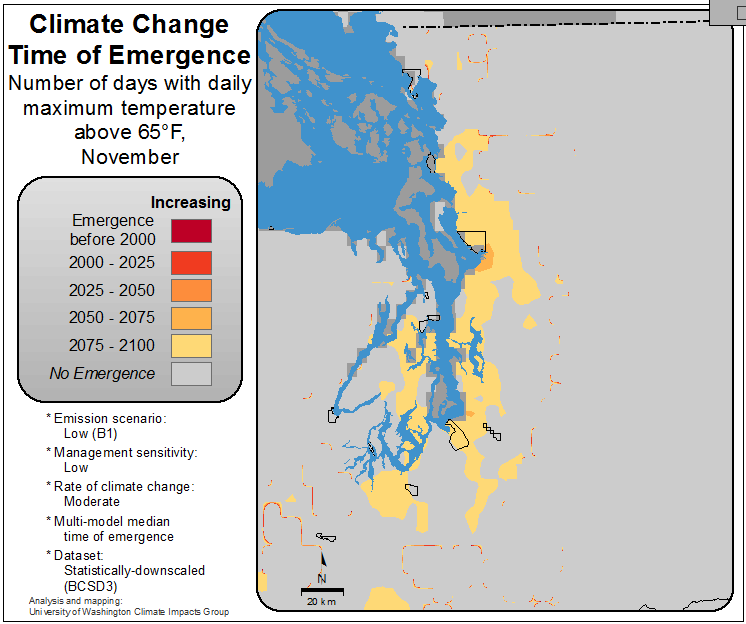 Climate Change
Time of Emergence
Number of days with daily
maximum temperature
above 65°F,
November
Increasing
Emergence
before 2000
2000 - 2025
2025 - 2050
2050 - 2075
2075 - 2100
No Emergence
* Emission scenario:
Low (B1)
* Management sensitivity:
Low
* Rate of climate change:
Moderate
* Multi-model median
time of emergence
* Dataset:
Statistically-downscaled
(BCSD3)
Analysis and mapping:
University of Washington Climate Impacts Group
N
20 km